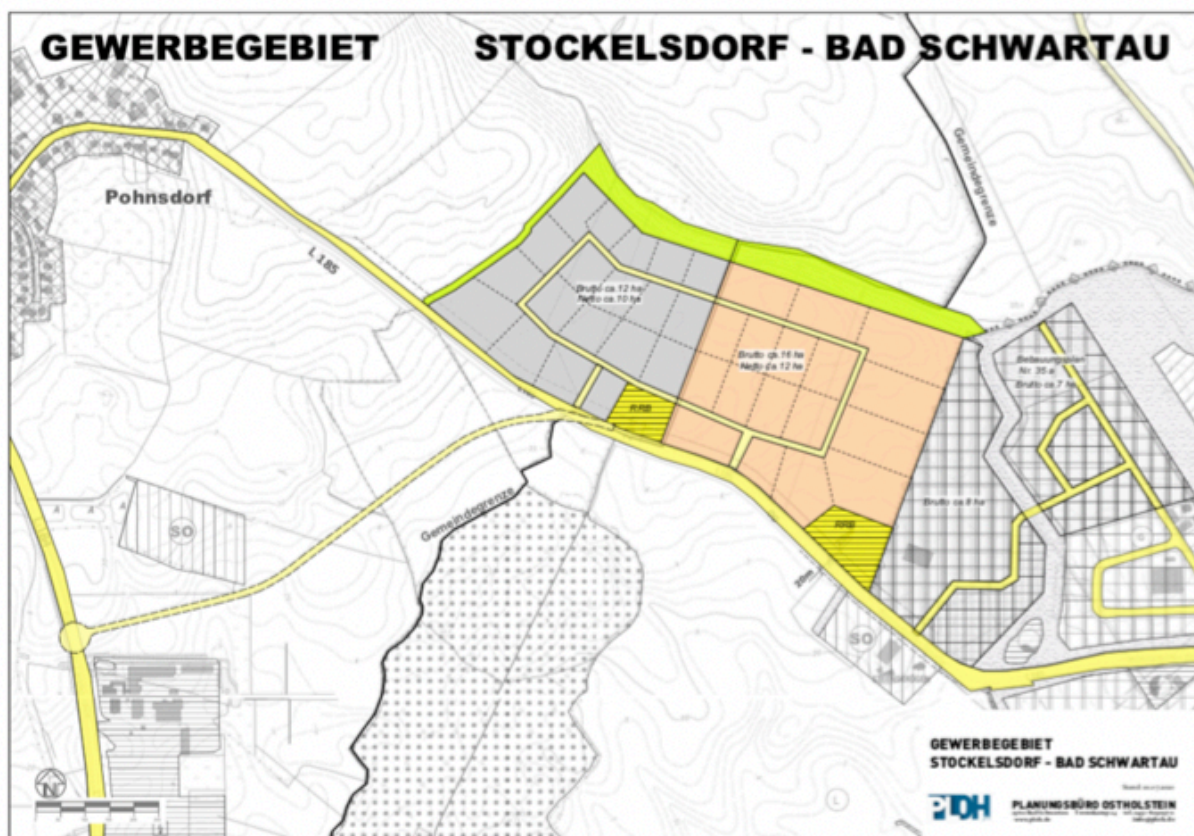 GEWERBEGEBIET STOCKELSDORF - BAD SCHWARTAU
Gemeindegrenze
Pohnsdorf
L 185
Brutto ca.12 ha
Netto ca.10 ha
Brutto ca.16 ha
Netto ca.12 ha
Bebauungsplan
Nr. 35 a
Brutto ca.7 ha
RRB
Gemeindegrenze
Brutto ca.8 ha
SO
RRB
20m
SO
N
L
GEWERBEGEBIET
STOCKELSDORF - BAD SCHWARTAU
PLOH
PLANUNGSBÜRO OSTHOLSTEIN